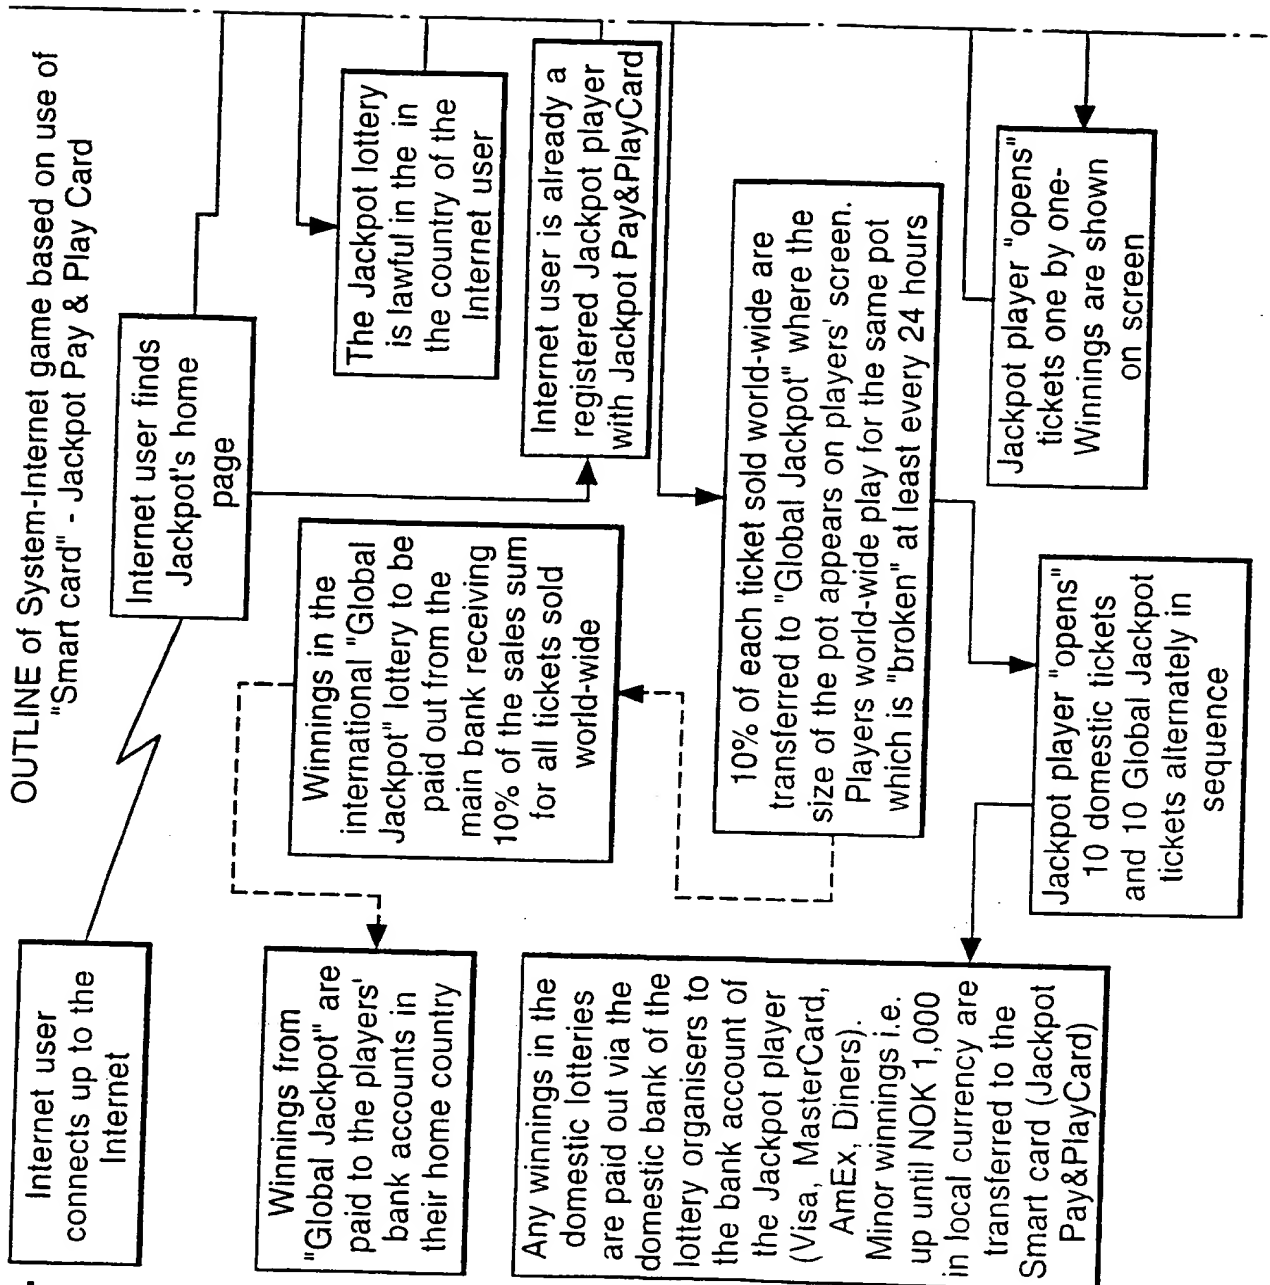 OUTLINE of System-Internet game based on use of
"Smart card" - Jackpot Pay & Play Card
Internet user
connects up to the
Internet
Internet user finds
Jackpot's home
page
The Jackpot lottery
is lawful in the in
the country of the
Internet user
Winnings from
"Global Jackpot" are
paid to the players'
bank accounts in
their home country
Winnings in the
international "Global
Jackpot" lottery to be
paid out from the
main bank receiving
10% of the sales sum
for all tickets sold
world-wide
Internet user is already a
registered Jackpot player
with Jackpot Pay&PlayCard
Any winnings in the
domestic lotteries
are paid out via the
domestic bank of the
lottery organisers to
the bank account of
the Jackpot player
(Visa, MasterCard,
AmEx, Diners).
Minor winnings i.e.
up until NOK 1,000
in local currency are
transferred to the
Smart card (Jackpot
Pay&PlayCard)
10% of each ticket sold world-wide are
transferred to "Global Jackpot" where the
size of the pot appears on players' screen.
Players world-wide play for the same pot
which is "broken" at least every 24 hours
Jackpot player "opens"
10 domestic tickets
and 10 Global Jackpot
tickets alternately in
sequence
Jackpot player "opens"
tickets one by one-
Winnings are shown
on screen